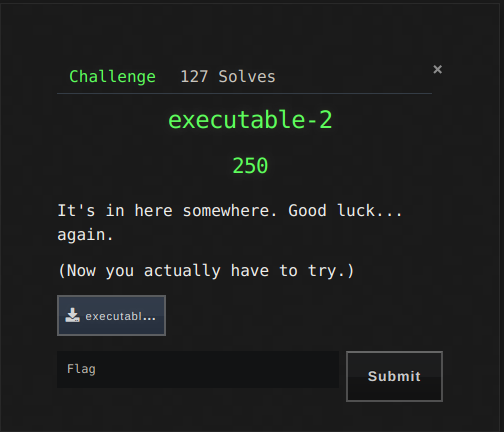 Challenge 127 Solves ×
executable-2
250
It's in here somewhere. Good luck...
again.
(Now you actually have to try.)
executabl...
Flag
Submit